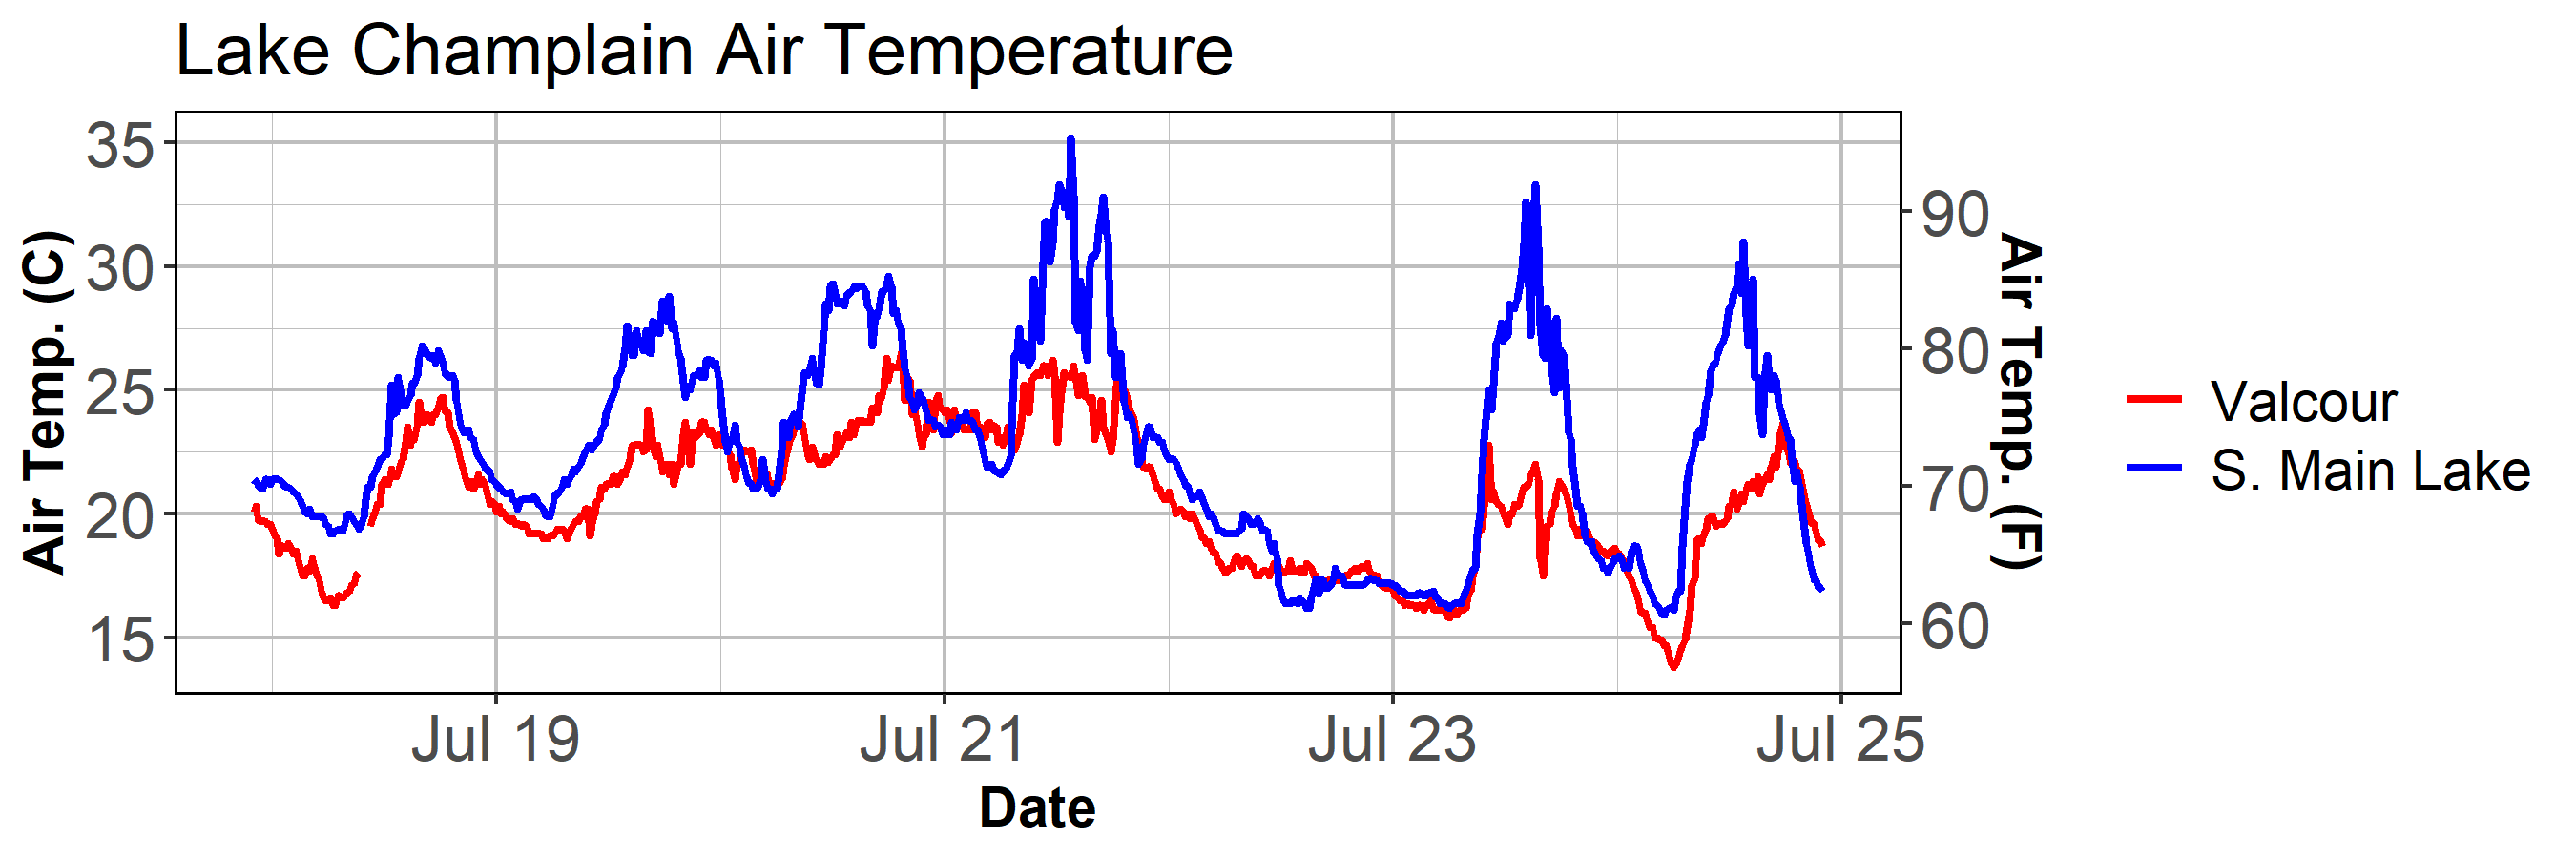 Lake Champlain Air Temperature
Air Temp. (C)
35
30
25
20
15
90
80
70
60
Air Temp. (F)
Jul 19
Jul 21
Jul 23
Jul 25
Date
Valcour
S. Main Lake